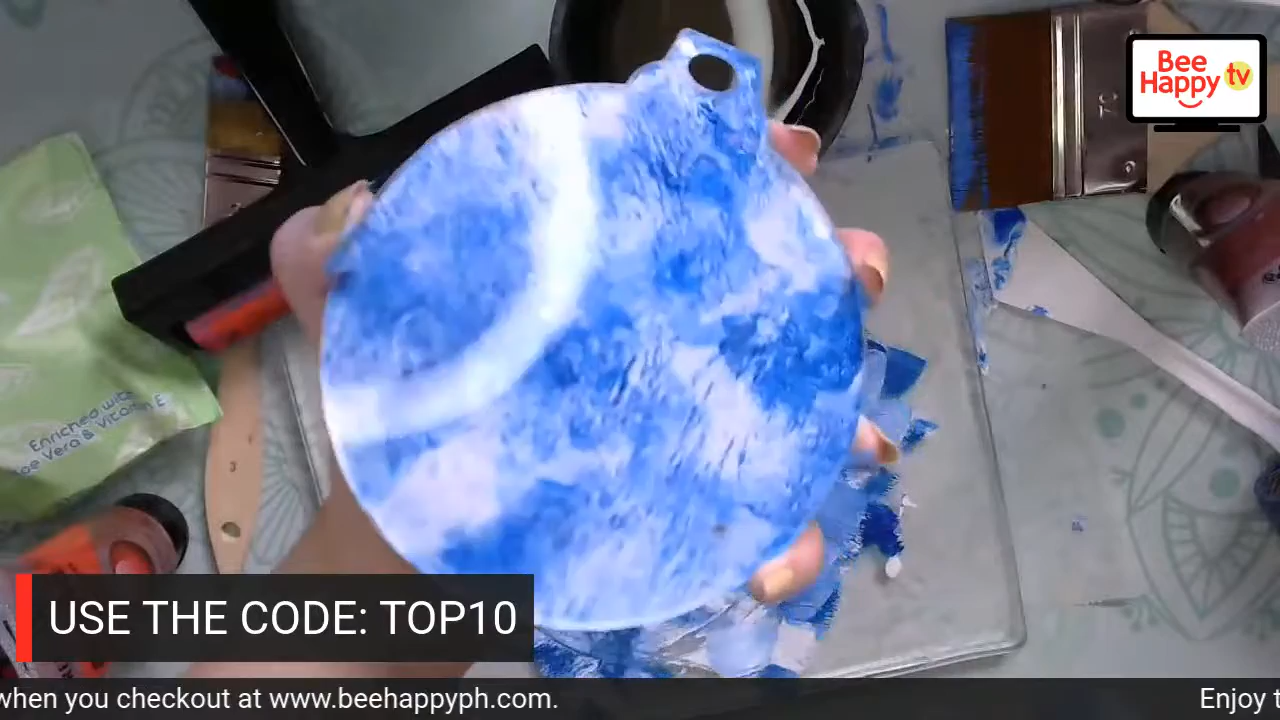 Bee
Happy tv
Enriched with
oe Vera & Vitamin E
3
USE THE CODE: TOP10
when you checkout at www.beehappyph.com.
Enjoy t